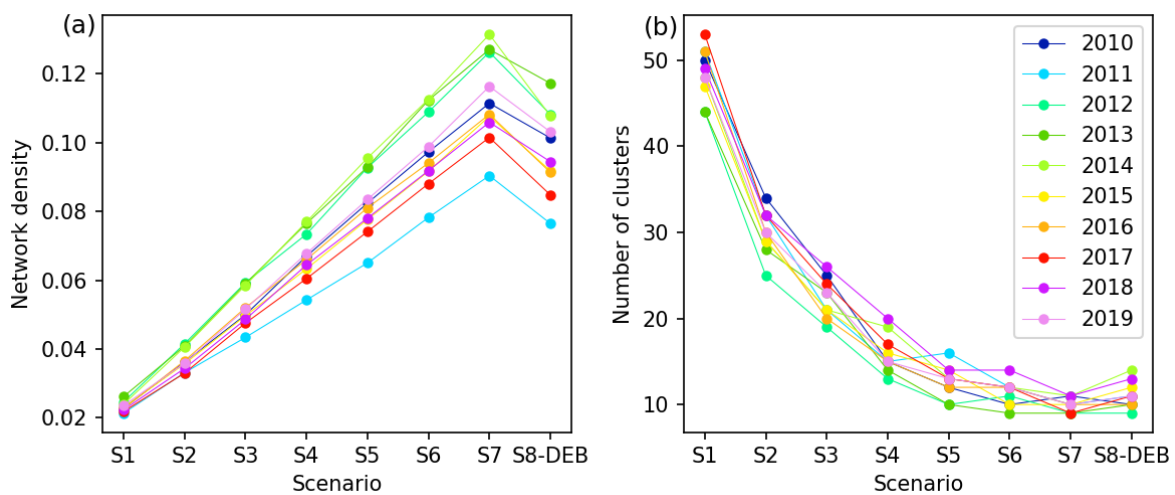 (a)
Network density
0.12
0.10
0.08
0.06
0.04
0.02
S1 S2 S3 S4 S5 S6 S7 S8-DEB
Scenario
(b)
Number of clusters
50
40
30
20
10
S1 S2 S3 S4 S5 S6 S7 S8-DEB
Scenario
2010
2011
2012
2013
2014
2015
2016
2017
2018
2019